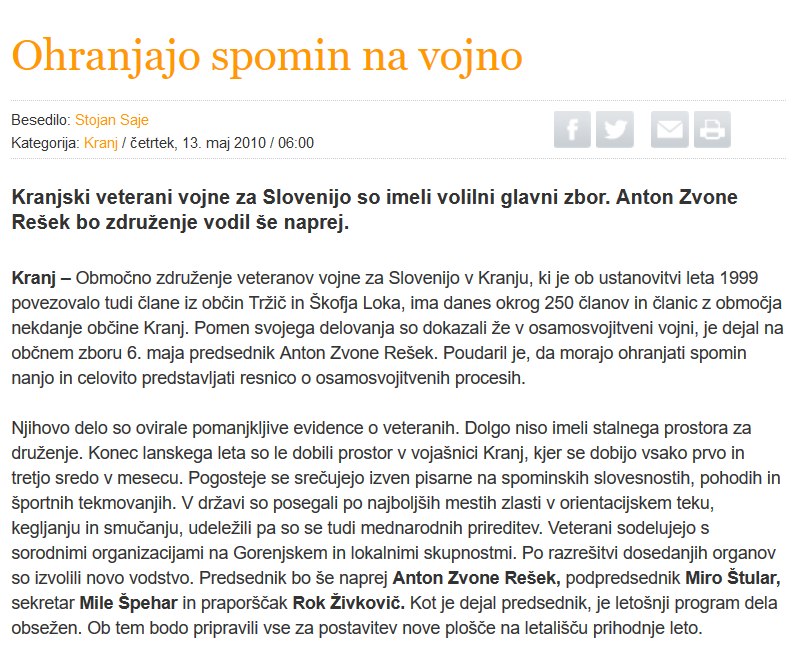 Ohranjajo spomin na vojno
Besedilo: Stojan Saje
Kategorija: Kranj / četrtek, 13. maj 2010 / 06:00
Kranjski veterani vojne za Slovenijo so imeli volilni glavni zbor. Anton Zvone
Rešek bo združenje vodil še naprej.
Kranj – Območno združenje veteranov vojne za Slovenijo v Kranju, ki je ob ustanovitvi leta 1999
povezovalo tudi člane iz občin Tržič in Škofja Loka, ima danes okrog 250 članov in članic z območja
nekdanje občine Kranj. Pomen svojega delovanja so dokazali že v osamosvojitveni vojni, je dejal na
občnem zboru 6. maja predsednik Anton Zvone Rešek. Poudaril je, da morajo ohranjati spomin
nanjo in celovito predstavljati resnico o osamosvojitvenih procesih.
Njihovo delo so ovirale pomanjkljive evidence o veteranih. Dolgo niso imeli stalnega prostora za
druženje. Konec lanskega leta so le dobili prostor v vojašnici Kranj, kjer se dobijo vsako prvo in
tretjo sredo v mesecu. Pogosteje se srečujejo izven pisarne na spominskih slovesnostih, pohodih in
športnih tekmovanjih. V državi so posegali po najboljših mestih zlasti v orientacijskem teku,
kegljanju in smučanju, udeležili pa so se tudi mednarodnih prireditev. Veterani sodelujejo s
sorodnimi organizacijami na Gorenjskem in lokalnimi skupnostmi. Po razrešitvi dosedanjih organov
so izvolili novo vodstvo. Predsednik bo še naprej Anton Zvone Rešek, podpredsednik Miro Štular,
sekretar Mile Špehar in praporščak Rok Živkovič. Kot je dejal predsednik, je letošnji program dela
obsežen. Ob tem bodo pripravili vse za postavitev nove plošče na letališču prihodnje leto.